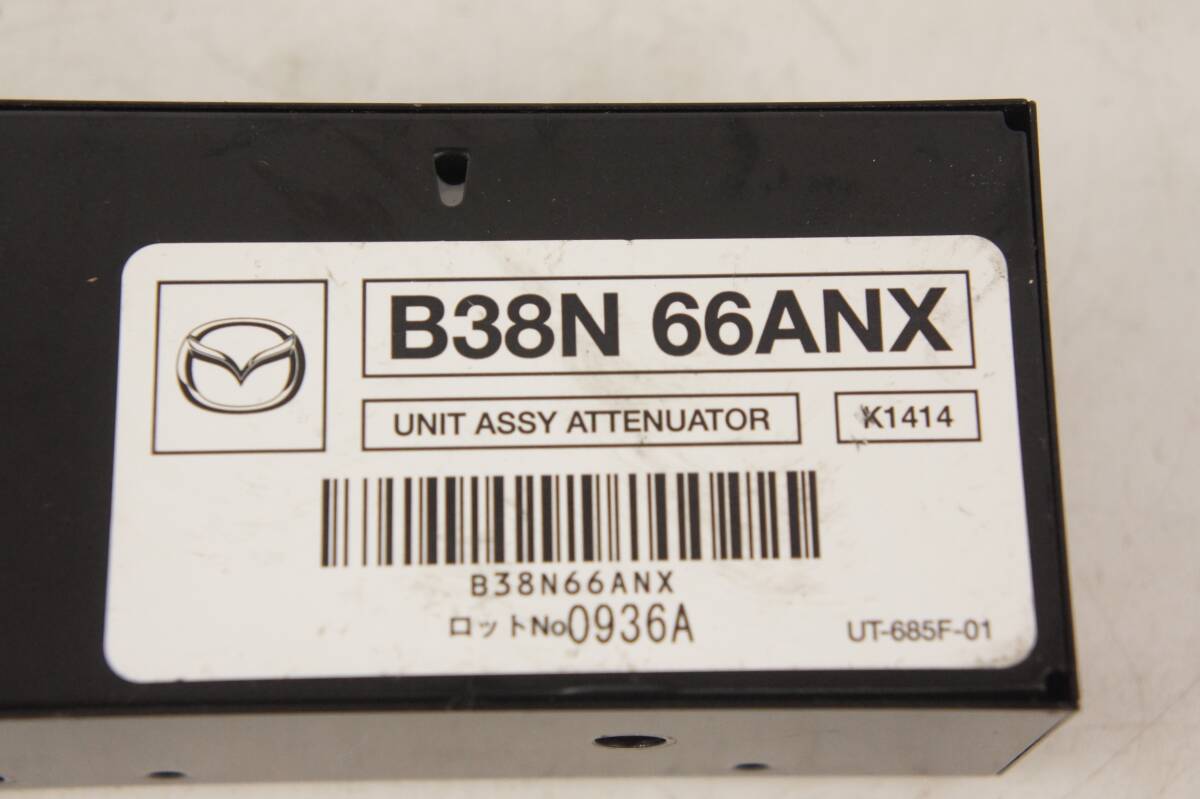 B38N 66ANX
UNIT ASSY ATTENUATOR
K1414
B38N66ANX
ロットNo0936A
UT-685F-01